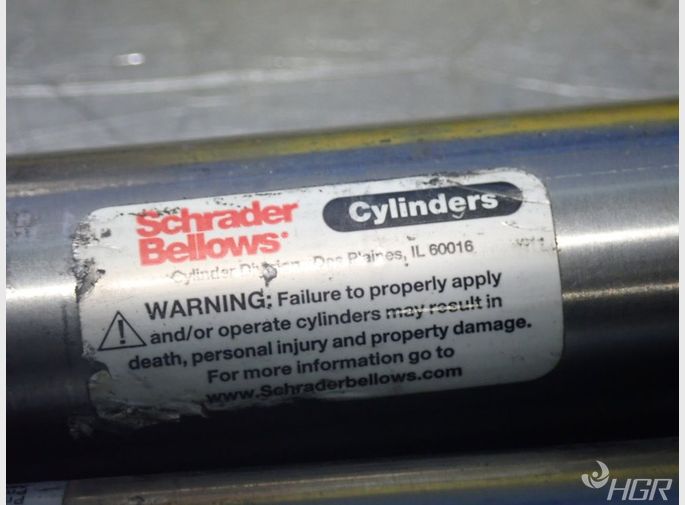 Schrader
Bellows
Cylinders
Cylinder Division Des Plaines, IL 60016
WARNING: Failure to properly apply
and/or operate cylinders may result in
death, personal injury and property damage.
For more information go to
www.Schraderbellows.com
HGR